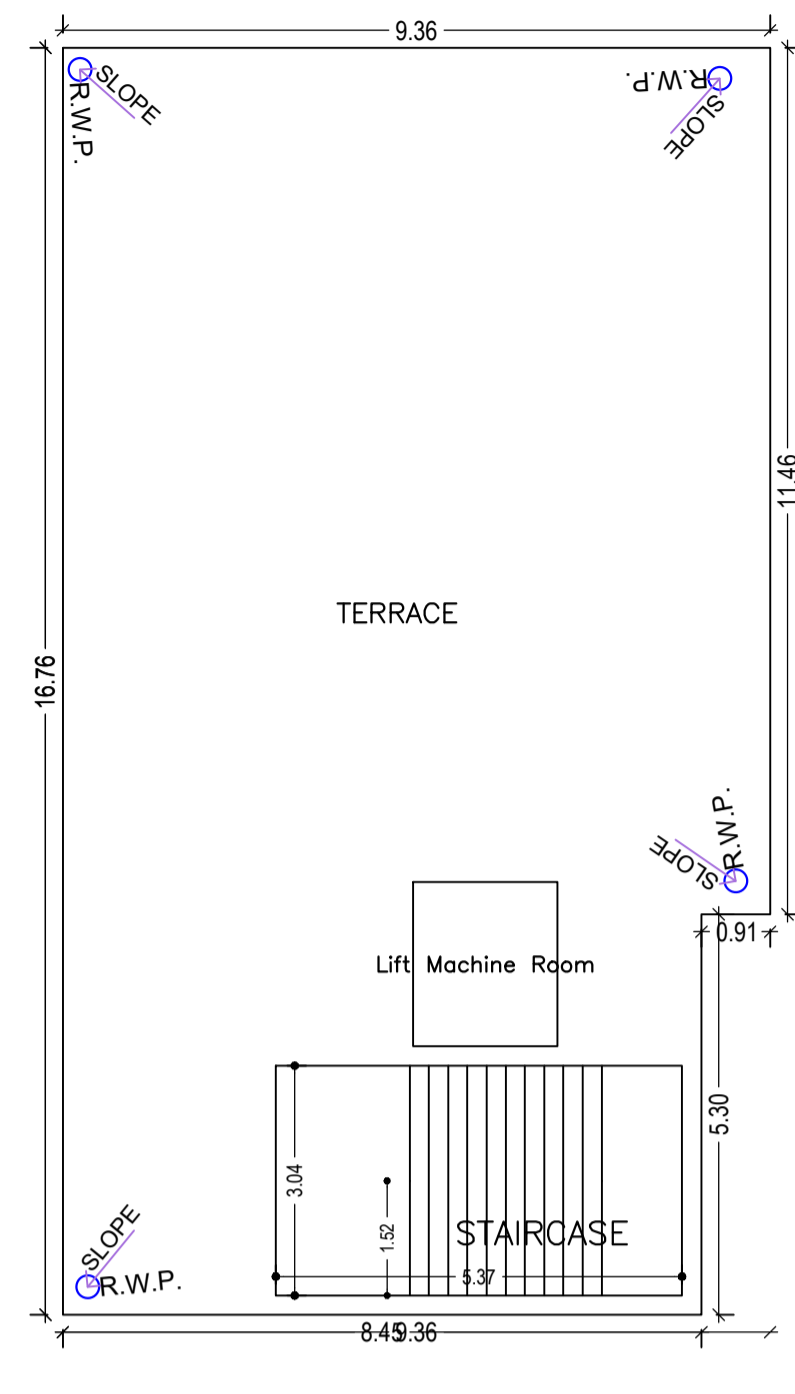 9.36
SLOPE
R.W.P.
R.W.P.
SLOPE
11.46
TERRACE
16.76
R.W.P.
SLOPE
0.91
Lift Machine Room
5.30
3.04
1.52
STAIRCASE
5.37
SLOPE
R.W.P.
8.45
9.36